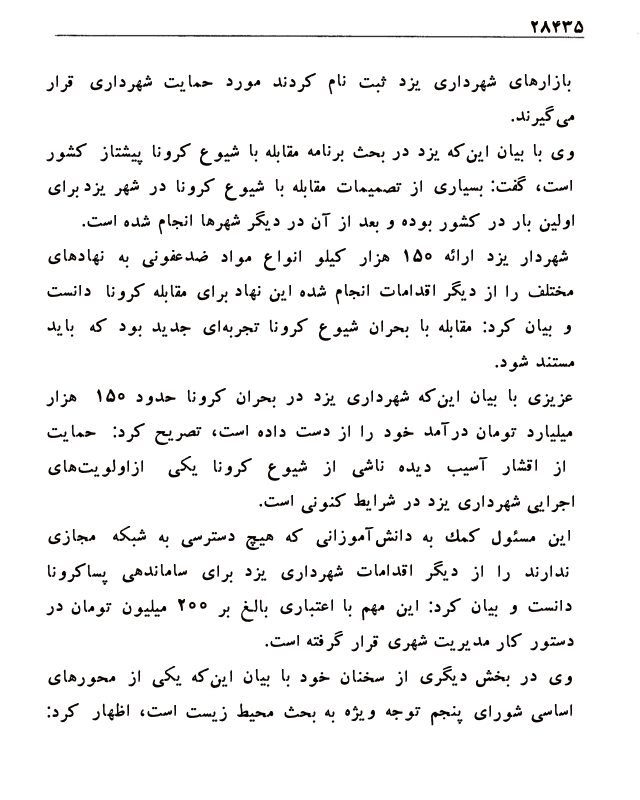 ۲۸۴۳۵
بازارهای شهرداری یزد ثبت نام کردند مورد حمایت شهرداری قرار
می‌گیرند.
وی با بیان این‌که یزد در بحث برنامه مقابله با شیوع کرونا پیشتاز کشور
است، گفت: بسیاری از تصمیمات مقابله با شیوع کرونا در شهر یزد برای
اولین بار در کشور بوده و بعد از آن در دیگر شهرها انجام شده است.
شهردار یزد ارائه ۱۵۰ هزار کیلو انواع مواد ضدعفونی به نهادهای
مختلف را از دیگر اقدامات انجام شده این نهاد برای مقابله کرونا دانست
و بیان کرد: مقابله با بحران شیوع کرونا تجربه‌ای جدید بود که باید
مستند شود.
عزیزی با بیان این‌که شهرداری یزد در بحران کرونا حدود ۱۵۰ هزار
میلیارد تومان درآمد خود را از دست داده است، تصریح کرد: حمایت
از اقشار آسیب دیده ناشی از شیوع کرونا یکی ازاولویت‌های
اجرایی شهرداری یزد در شرایط کنونی است.
این مسئول کمك به دانش‌آموزانی که هیچ دسترسی به شبکه مجازی
ندارند را از دیگر اقدامات شهرداری یزد برای ساماندهی پساکرونا
دانست و بیان کرد: این مهم با اعتباری بالغ بر ۲۰۰ میلیون تومان در
دستور کار مدیریت شهری قرار گرفته است.
وی در بخش دیگری از سخنان خود با بیان این‌که یکی از محورهای
اساسی شورای پنجم توجه ویژه به بحث محیط زیست است، اظهار کرد: